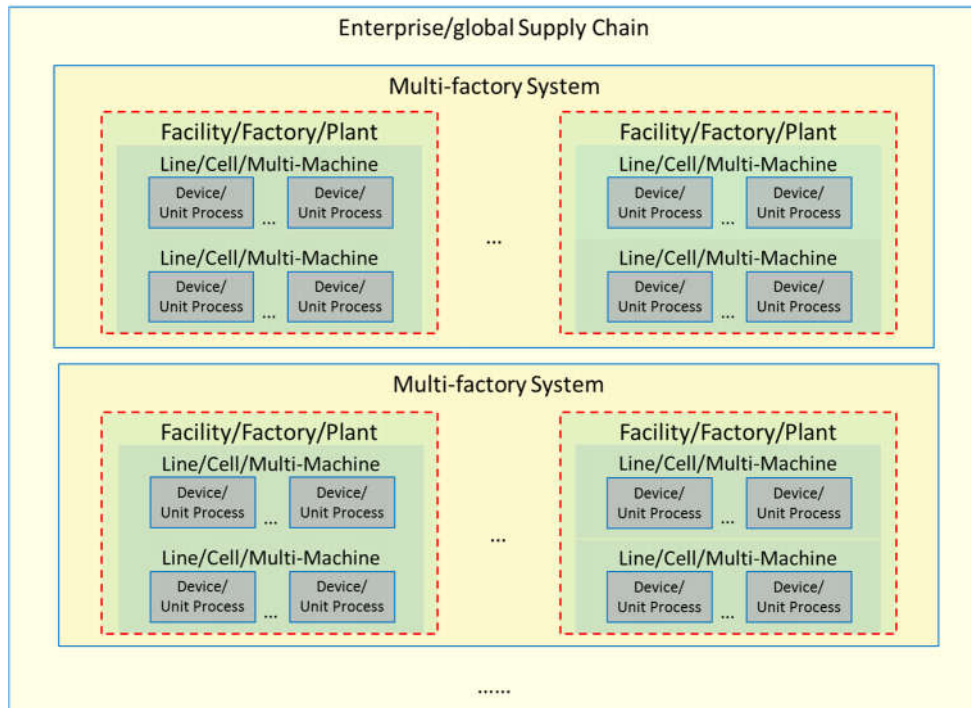 Enterprise/global Supply Chain
Multi-factory System
Facility/Factory/Plant
Line/Cell/Multi-Machine
Device/
Unit Process
...
Device/
Unit Process
Line/Cell/Multi-Machine
Device/
Unit Process
...
Device/
Unit Process
...
Facility/Factory/Plant
Line/Cell/Multi-Machine
Device/
Unit Process
...
Device/
Unit Process
Line/Cell/Multi-Machine
Device/
Unit Process
...
Device/
Unit Process
Multi-factory System
Facility/Factory/Plant
Line/Cell/Multi-Machine
Device/
Unit Process
...
Device/
Unit Process
Line/Cell/Multi-Machine
Device/
Unit Process
...
Device/
Unit Process
...
Facility/Factory/Plant
Line/Cell/Multi-Machine
Device/
Unit Process
...
Device/
Unit Process
Line/Cell/Multi-Machine
Device/
Unit Process
...
Device/
Unit Process
......